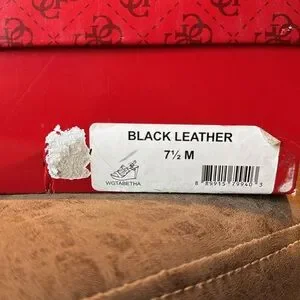 BLACK LEATHER
7½ M
WGTABETHA
8 85915 79940 3